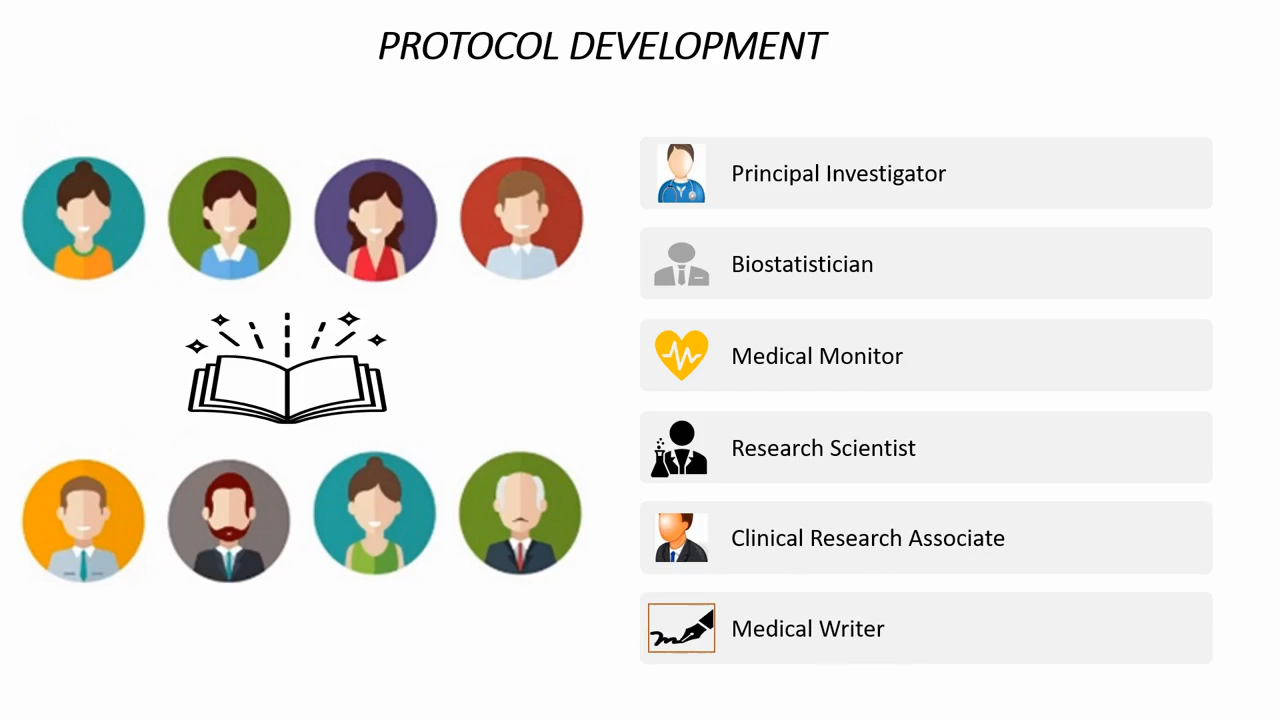 PROTOCOL DEVELOPMENT
Principal Investigator
Biostatistician
Medical Monitor
Research Scientist
Clinical Research Associate
Medical Writer